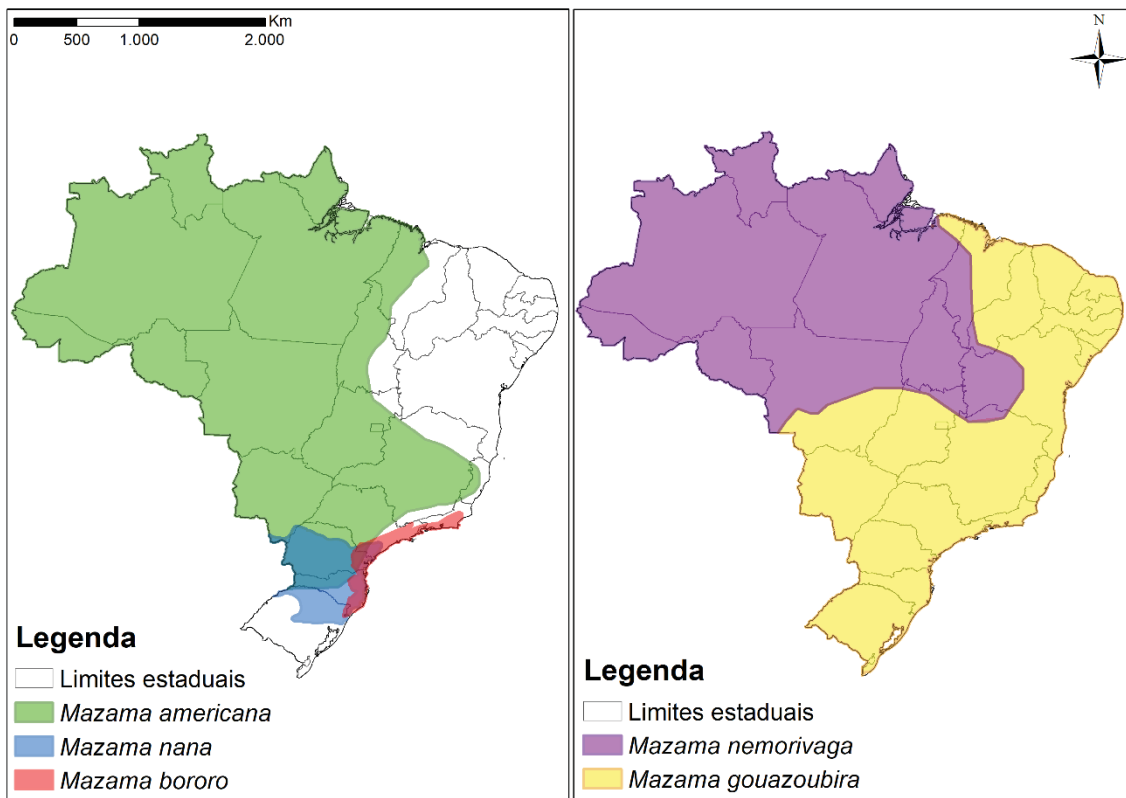 Km
0 500 1.000 2.000
Legenda
Limites estaduais
Mazama americana
Mazama nana
Mazama bororo
N
Legenda
Limites estaduais
Mazama nemorivaga
Mazama gouazoubira